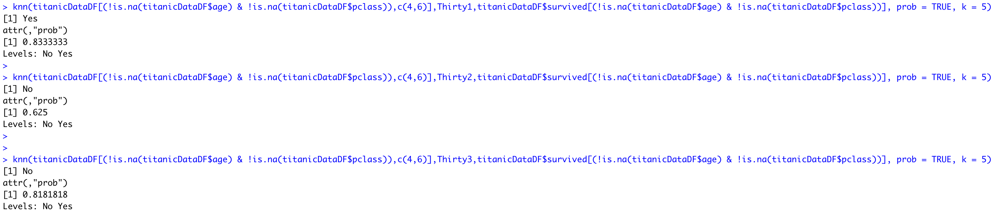 > knn(titanicDataDF[(!is.na(titanicDataDF$age) & !is.na(titanicDataDF$pclass)),c(4,6)],Thirty1,titanicDataDF$survived[(!is.na(titanicDataDF$age) & !is.na(titanicDataDF$pclass))], prob = TRUE, k = 5)
[1] Yes
attr(,"prob")
[1] 0.8333333
Levels: No Yes
>
> knn(titanicDataDF[(!is.na(titanicDataDF$age) & !is.na(titanicDataDF$pclass)),c(4,6)],Thirty2,titanicDataDF$survived[(!is.na(titanicDataDF$age) & !is.na(titanicDataDF$pclass))], prob = TRUE, k = 5)
[1] No
attr(,"prob")
[1] 0.625
Levels: No Yes
>
>
> knn(titanicDataDF[(!is.na(titanicDataDF$age) & !is.na(titanicDataDF$pclass)),c(4,6)],Thirty3,titanicDataDF$survived[(!is.na(titanicDataDF$age) & !is.na(titanicDataDF$pclass))], prob = TRUE, k = 5)
[1] No
attr(,"prob")
[1] 0.8181818
Levels: No Yes